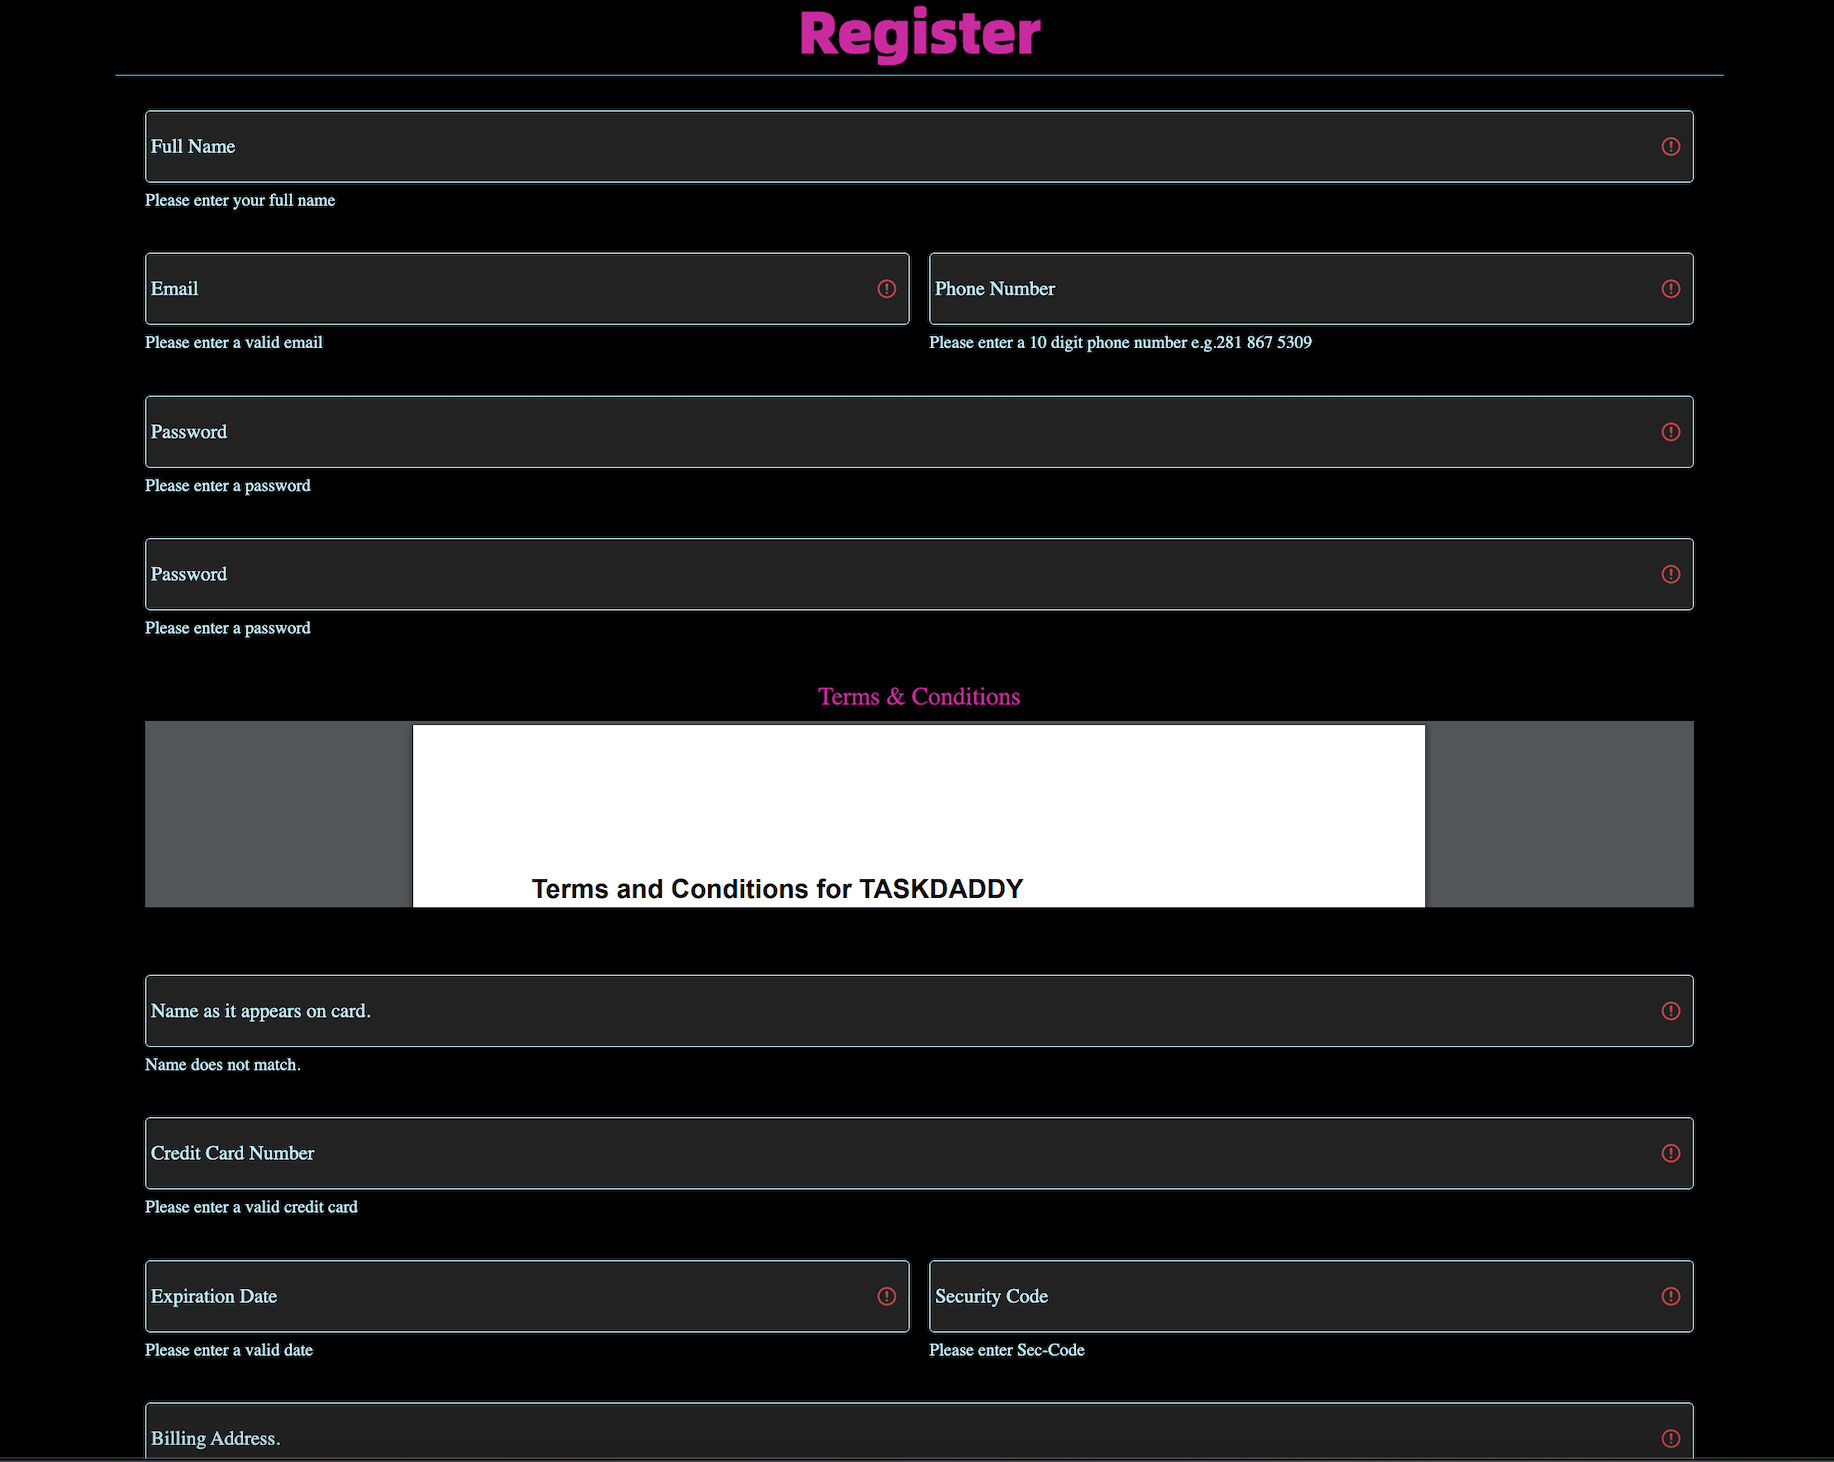 Register
Full Name
Please enter your full name
Email
Phone Number
Please enter a valid email
Please enter a 10 digit phone number e.g.281 867 5309
Password
Please enter a password
Password
Please enter a password
Terms & Conditions
Terms and Conditions for TASKDADDY
Name as it appears on card.
Name does not match.
Credit Card Number
Please enter a valid credit card
Expiration Date
Security Code
Please enter a valid date
Please enter Sec-Code
Billing Address.